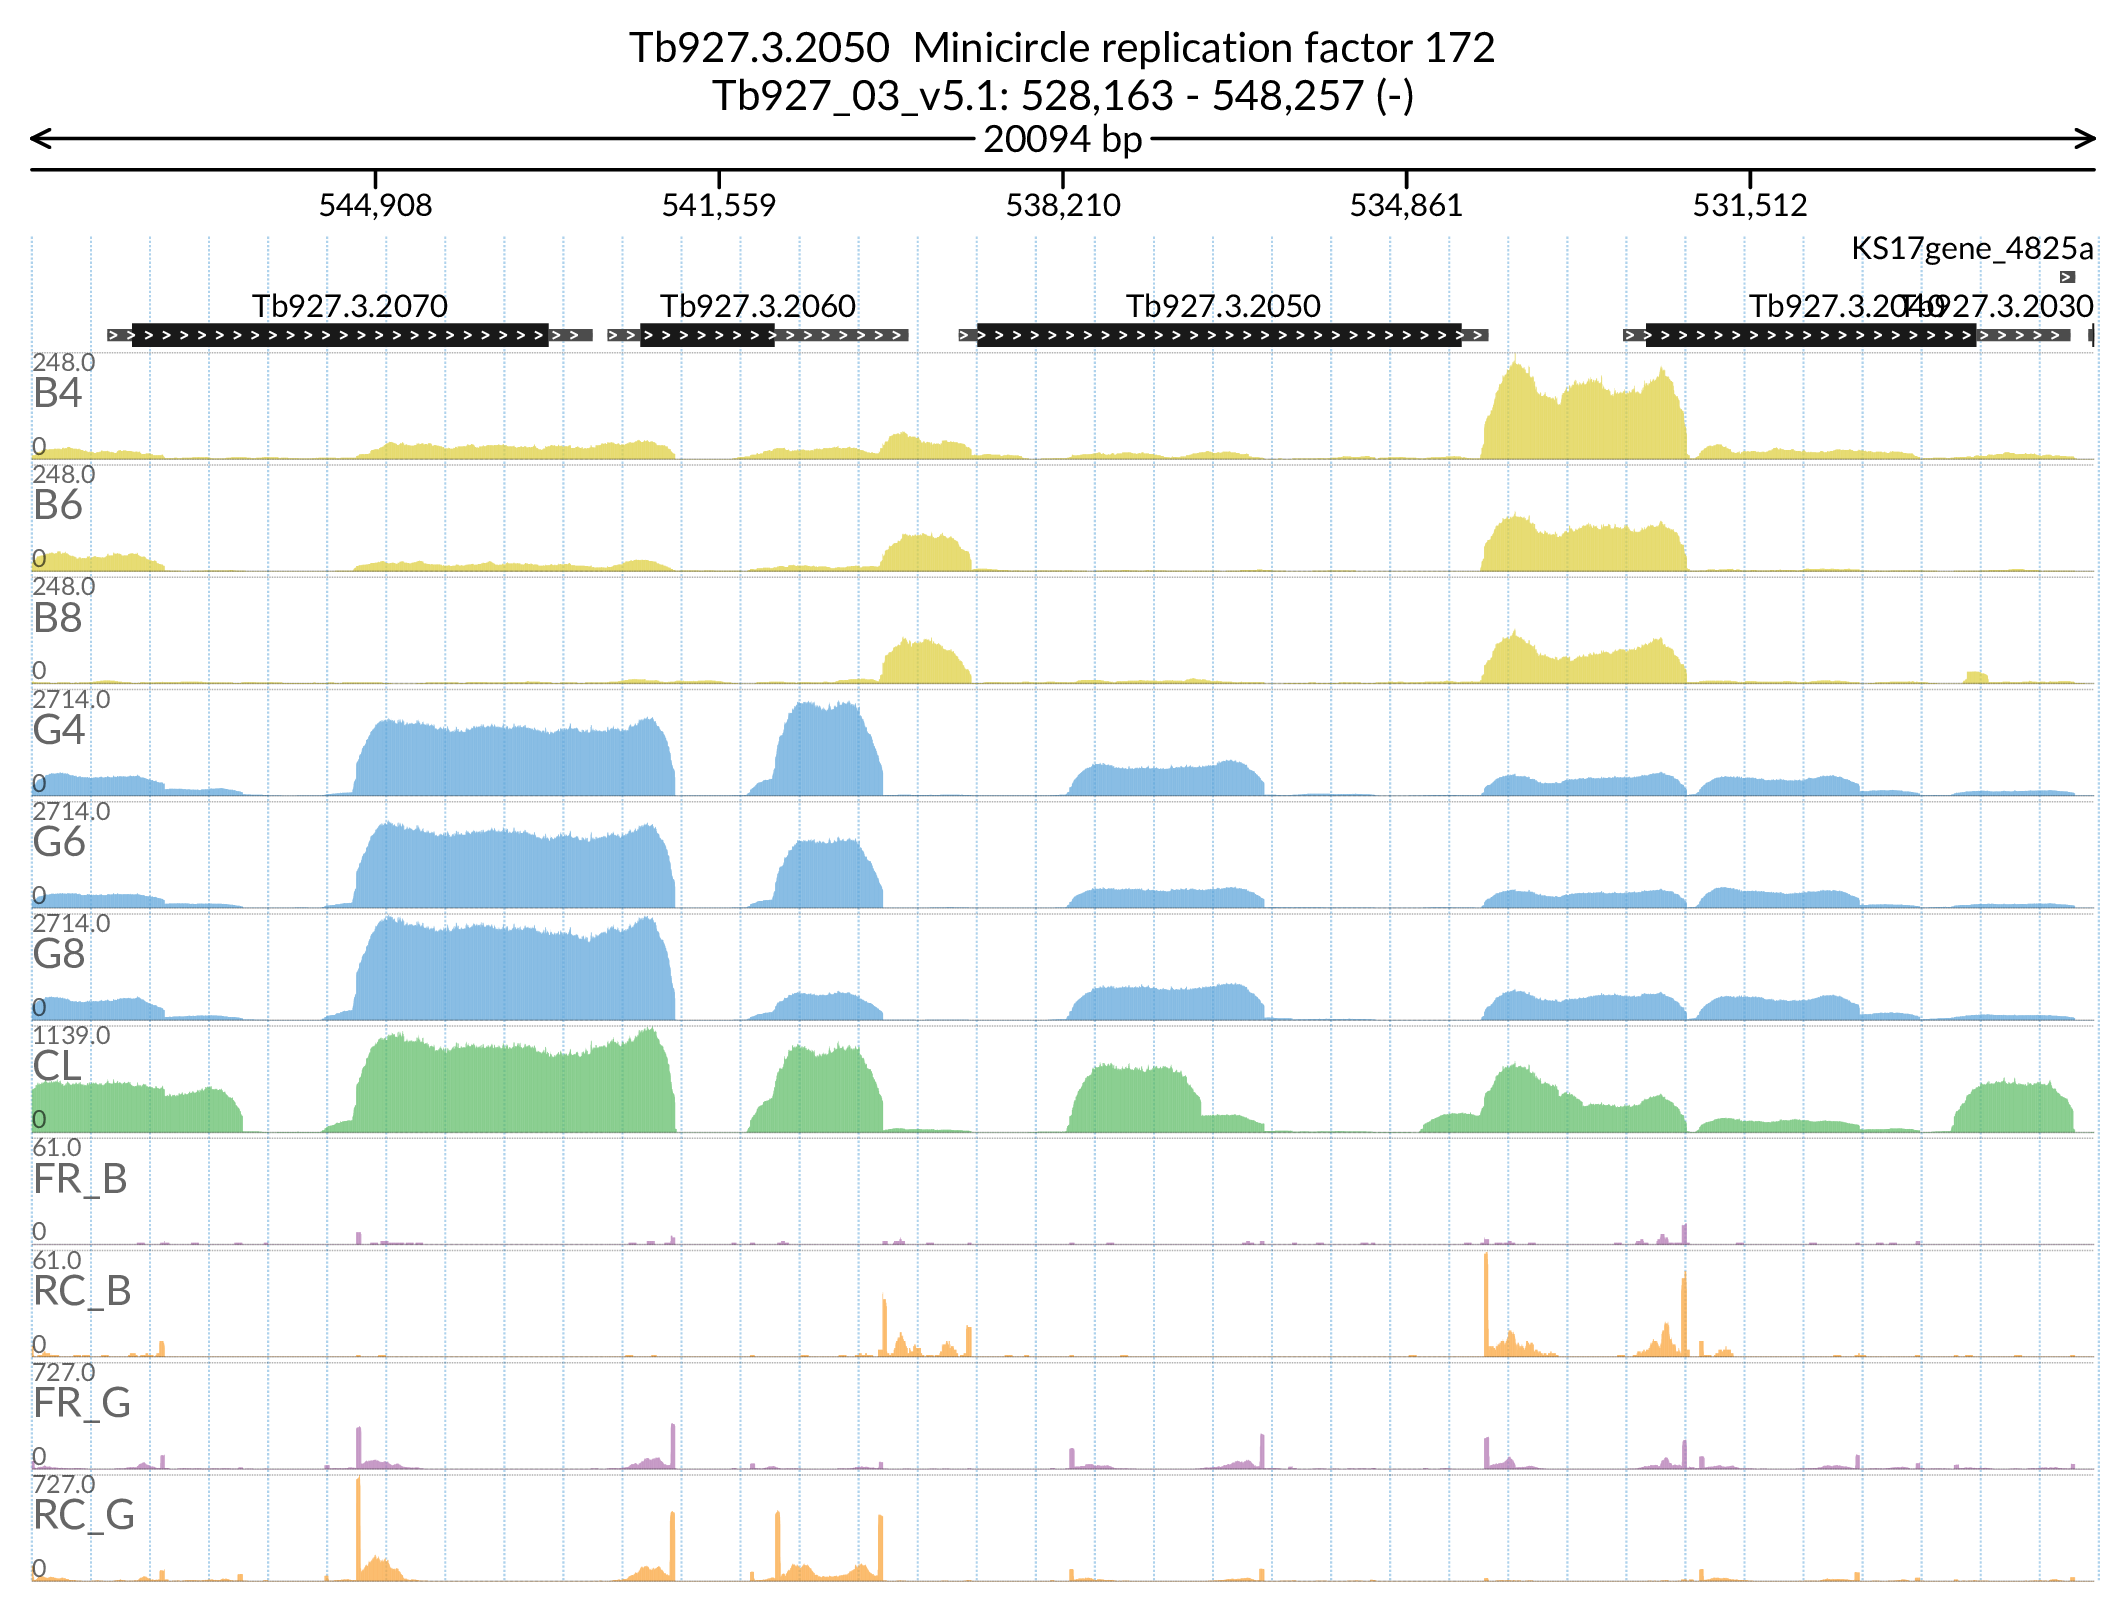 Tb927.3.2050 Minicircle replication factor 172
Tb927_03_v5.1: 528,163 - 548,257 (-)
20094 bp
544,908 541,559 538,210 534,861 531,512
KS17gene_4825a
Tb927.3.2070 Tb927.3.2060 Tb927.3.2050 Tb927.3.2040 Tb927.3.2030
248.0
B4
0
248.0
B6
0
248.0
B8
0
2714.0
G4
0
2714.0
G6
0
2714.0
G8
0
1139.0
CL
0
61.0
FR_B
0
61.0
RC_B
0
727.0
FR_G
0
727.0
RC_G
0